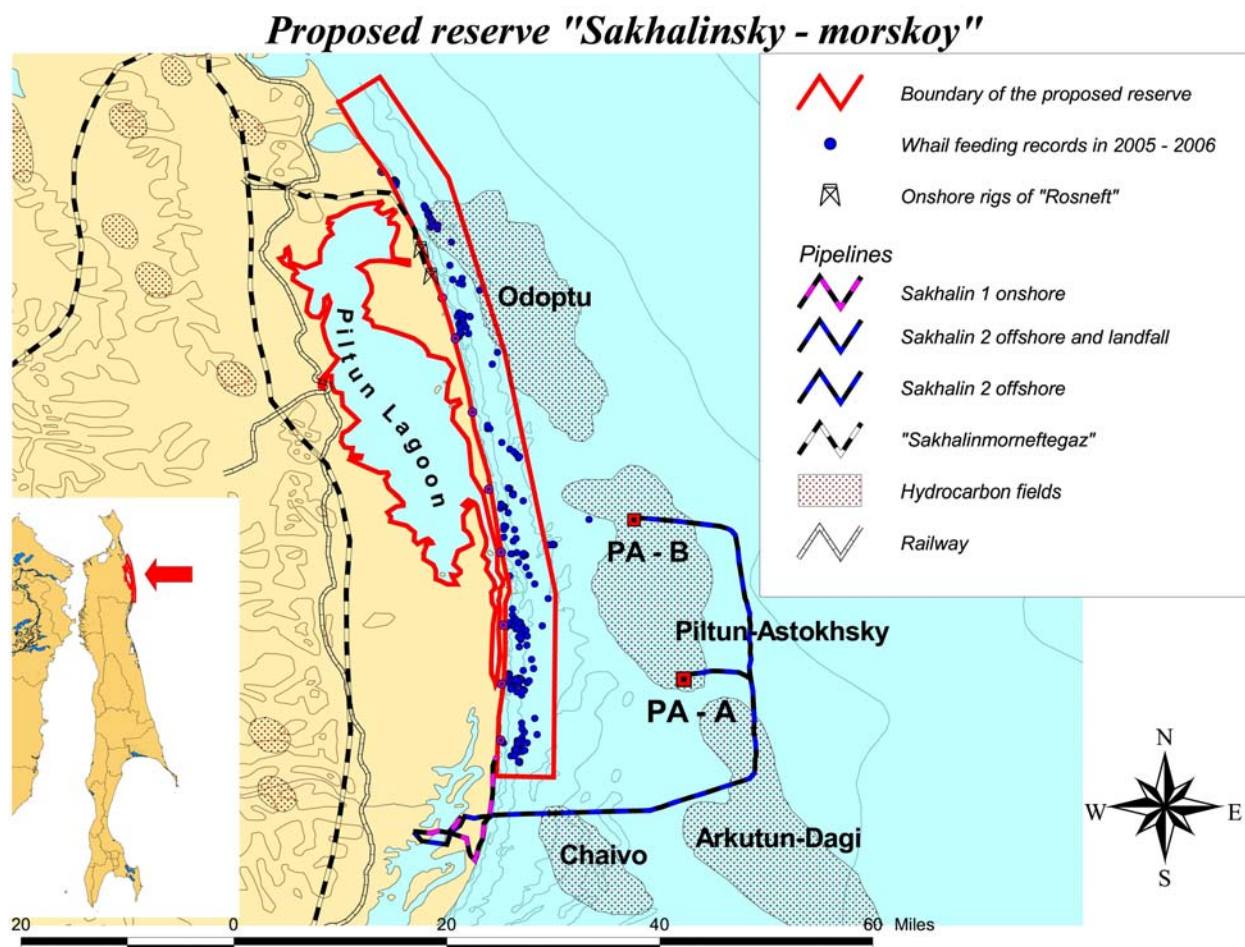 Proposed reserve "Sakhalinsky - morskoy"
Boundary of the proposed reserve
Whail feeding records in 2005 - 2006
Onshore rigs of "Rosneft"
Pipelines
Sakhalin 1 onshore
Sakhalin 2 offshore and landfall
Sakhalin 2 offshore
"Sakhalinmorneftegaz"
Hydrocarbon fields
Railway
Odoptu
Piltun Lagoon
PA - B
Piltun-Astokhsky
PA - A
Arkutun-Dagi
Chaivo
N
W E
S
20 0 20 40 60 Miles